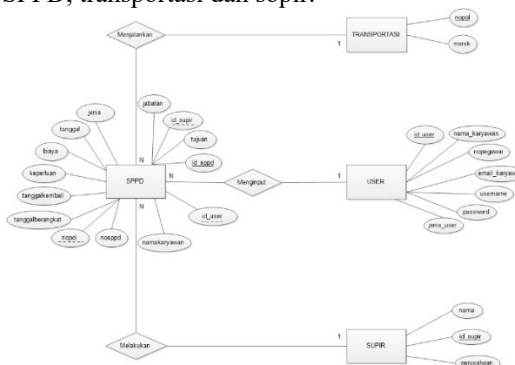 SPPD, transportasi dan sopir.
Menjalankan
1
TRANSPORTASI
nopol
merek
jabatan
id_supir
jenis
tanggal
tujuan
biaya
id_sppd
keperluan
N
SPPD
N
Menginput
1
USER
tanggalkembali
N
tanggalberangkat
nopol
nosppd
namakaryawan
id_user
id_user
nama_karyawan
nopegawai
email_karyaw
username
password
jenis_user
Melakukan
1
SUPIR
nama
id_supir
perusahaan